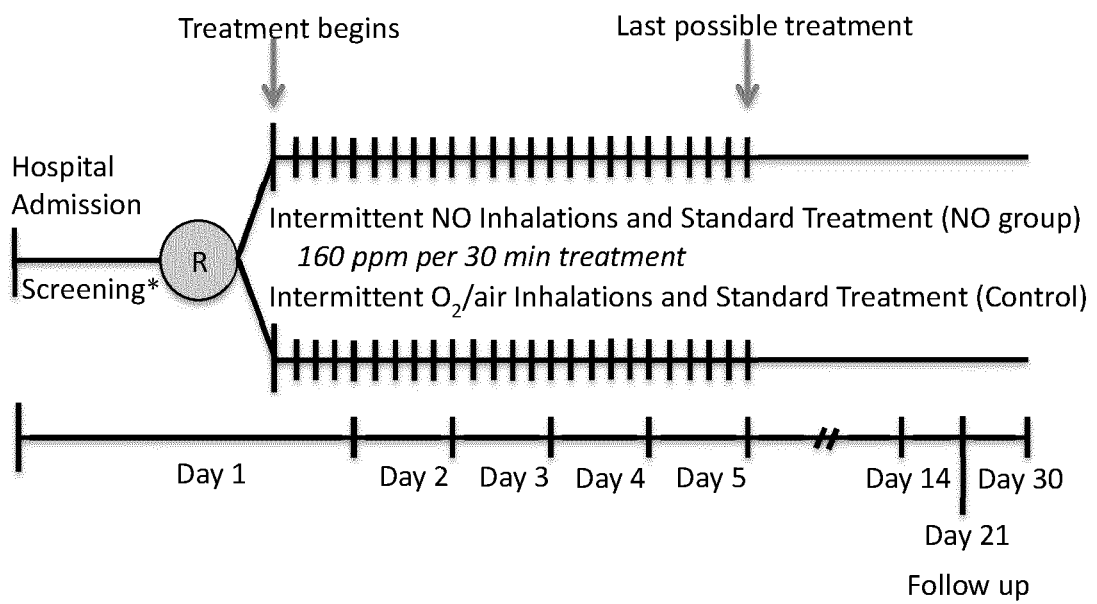 Treatment begins
Last possible treatment
Hospital
Admission
R
Screening*
Intermittent NO Inhalations and Standard Treatment (NO group)
160 ppm per 30 min treatment
Intermittent O₂/air Inhalations and Standard Treatment (Control)
Day 1
Day 2
Day 3
Day 4
Day 5
Day 14
Day 30
Day 21
Follow up